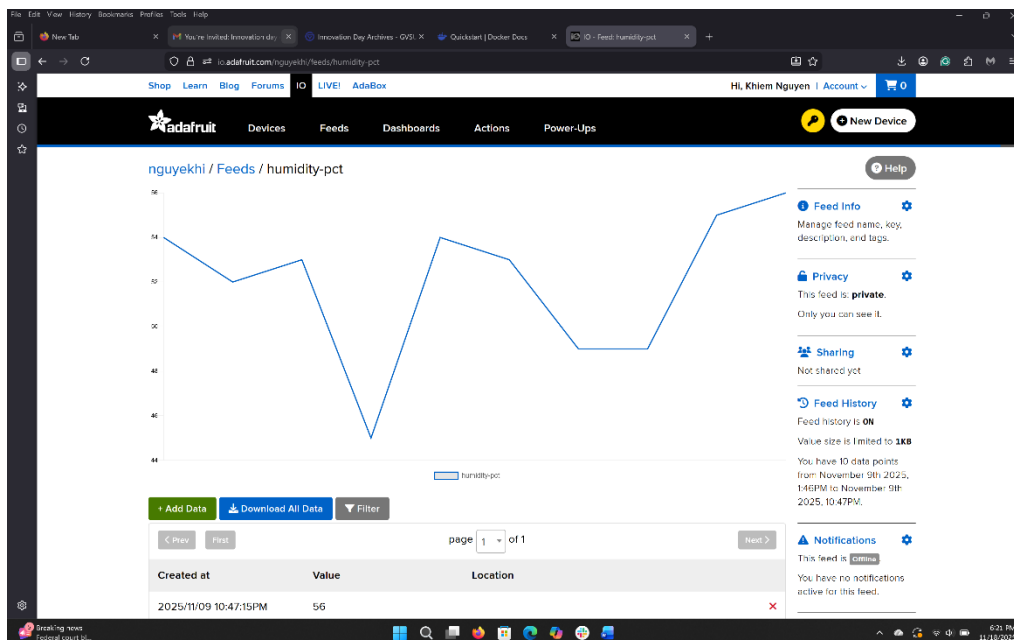 File Edit View History Bookmarks Profiles Tools Help
New Tab
You're Invited: Innovation day
Innovation Day Archives - GVSU
Quickstart | Docker Docs
IO - Feed: humidity-pct
io.adafruit.com/nguyekhi/feeds/humidity-pct
Shop Learn Blog Forums IO LIVE! AdaBox
Hi, Khiem Nguyen | Account
0
adafruit Devices Feeds Dashboards Actions Power-Ups
New Device
nguyekhi / Feeds / humidity-pct
Help
56
54
52
50
48
46
44
humidity-pct
Feed Info
Manage feed name, key,
description, and tags.
Privacy
This feed is: private.
Only you can see it.
Sharing
Not shared yet
Feed History
Feed history is ON
Value size is limited to 1KB
You have 10 data points
from November 9th 2025,
1:46PM to November 9th
2025, 10:47PM.
Notifications
This feed is Offline
You have no notifications
active for this feed.
+ Add Data
Download All Data
Filter
< Prev
First
page 1 of 1
Next >
Created at Value Location
2025/11/09 10:47:15PM 56
Breaking news
Federal court bl...
6:21 PM
11/18/2025